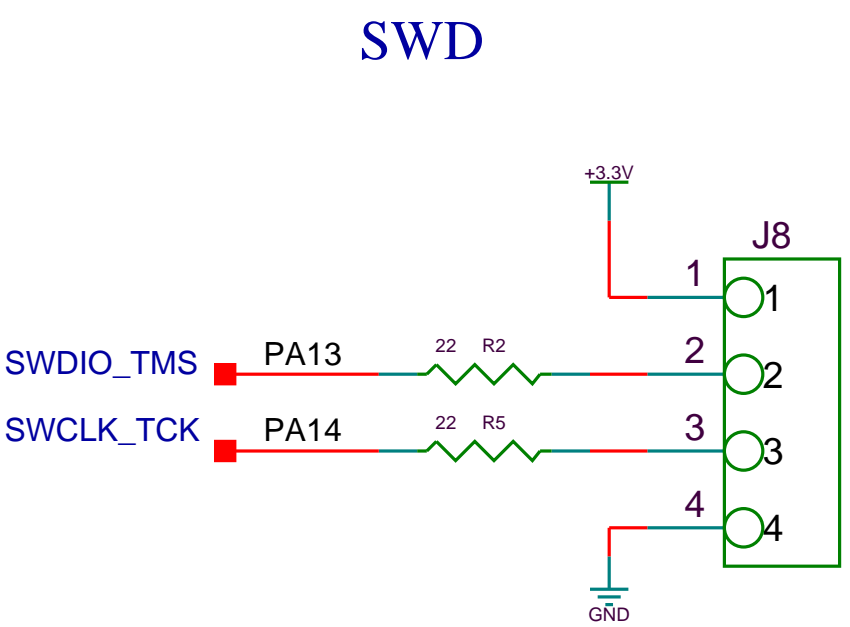 SWD
+3.3V
J8
1
1
SWDIO_TMS PA13 22 R2 2
2
SWCLK_TCK PA14 22 R5 3
3
4
4
GND